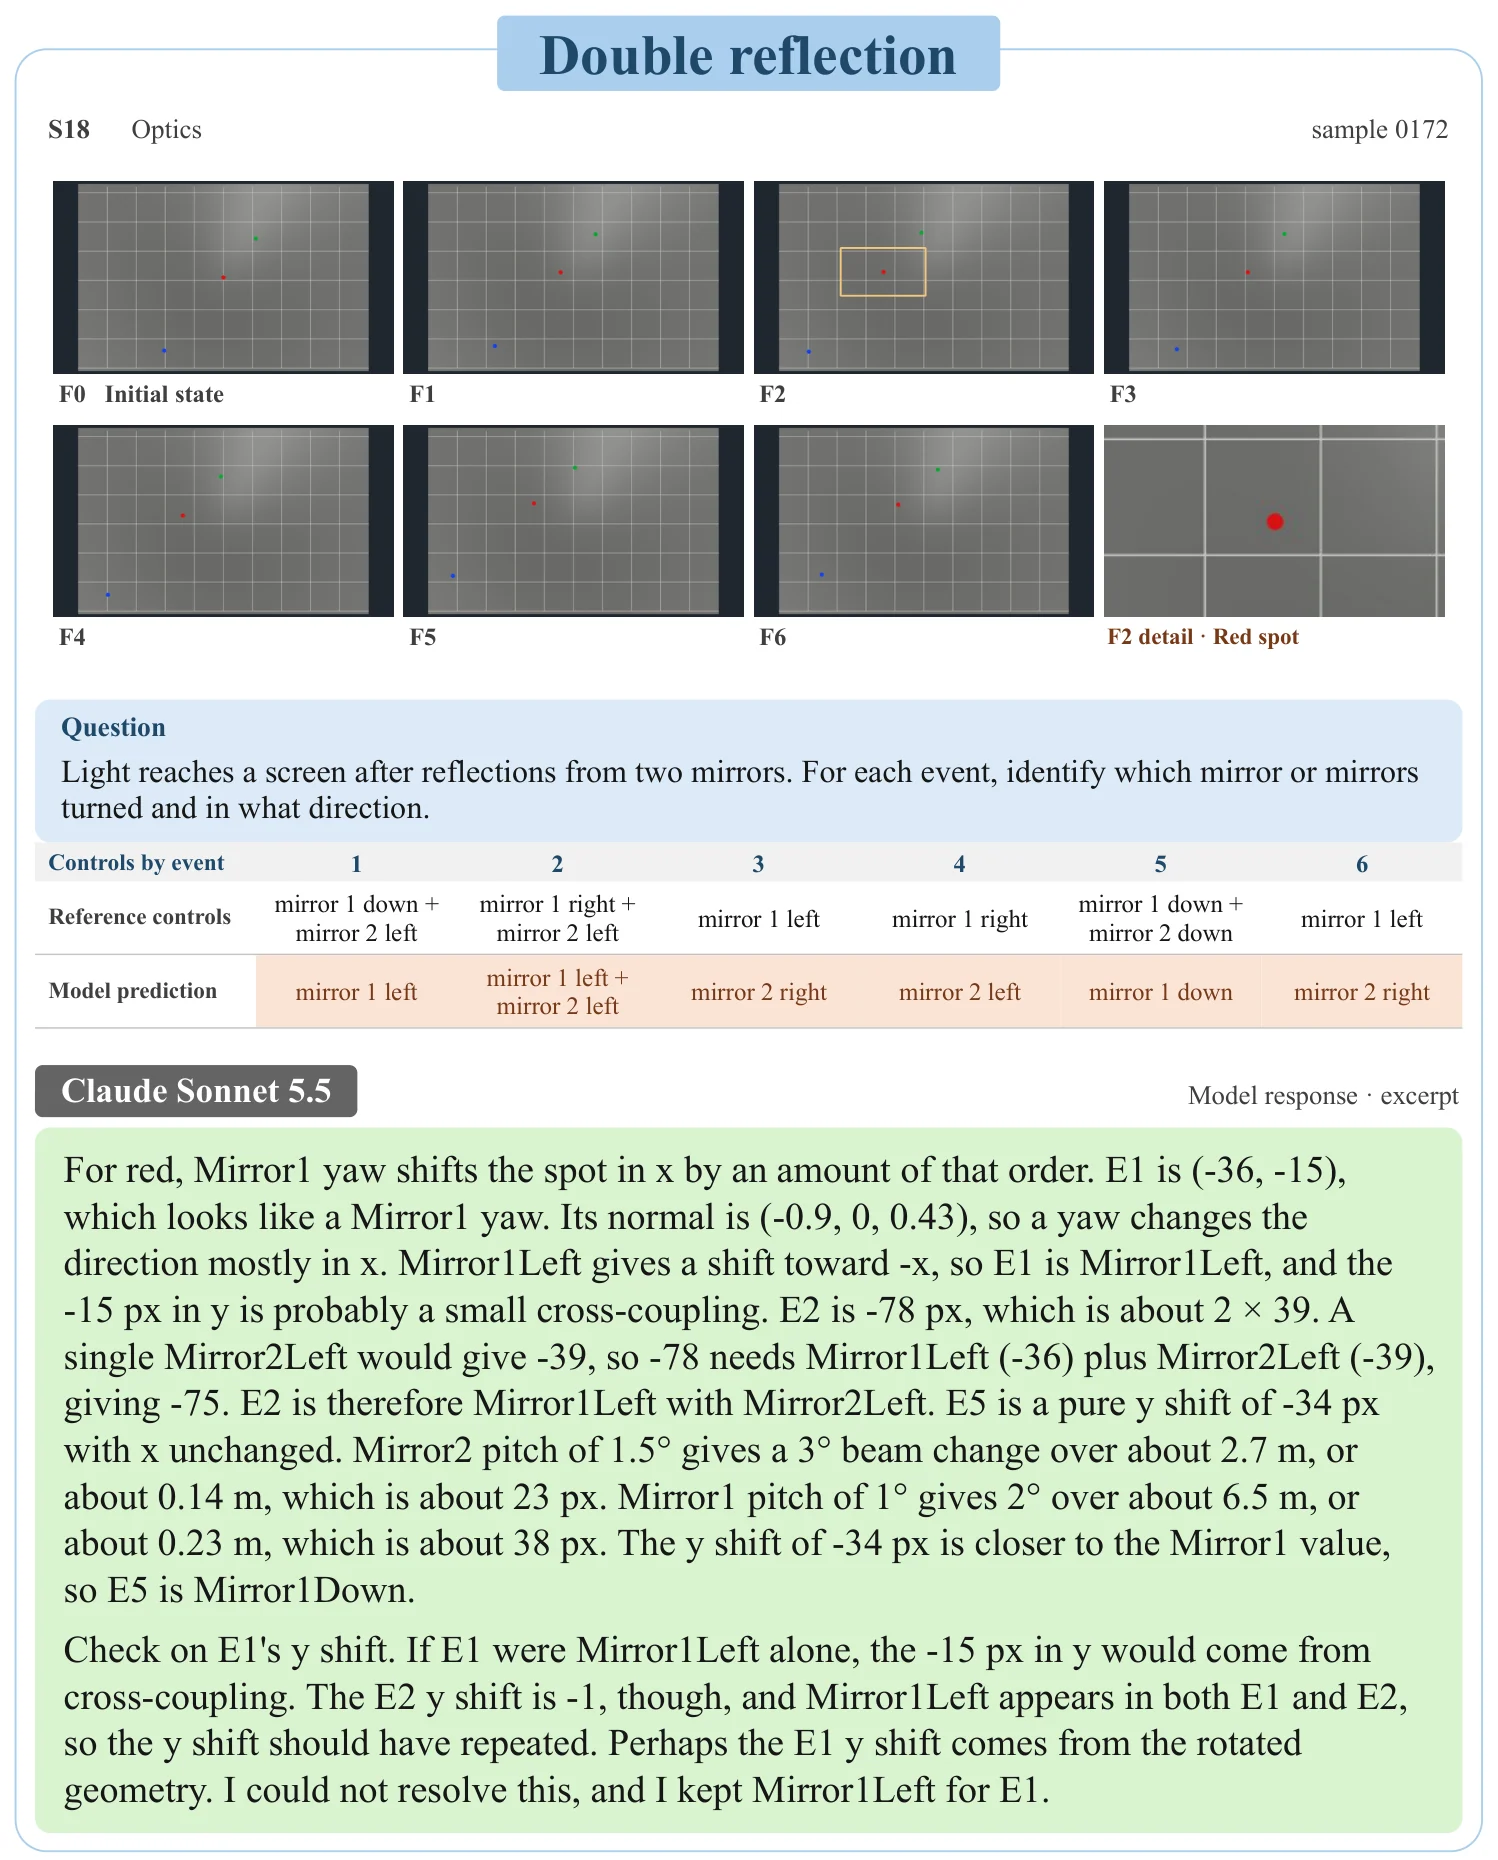 Double reflection
S18 Optics
sample 0172
F0 Initial state
F1
F2
F3
F4
F5
F6
F2 detail · Red spot
Question
Light reaches a screen after reflections from two mirrors. For each event, identify which mirror or mirrors
turned and in what direction.
Controls by event 1 2 3 4 5 6
Reference controls
mirror 1 down +
mirror 2 left
mirror 1 right +
mirror 2 left
mirror 1 left
mirror 1 right
mirror 1 down +
mirror 2 down
mirror 1 left
Model prediction
mirror 1 left
mirror 1 left +
mirror 2 left
mirror 2 right
mirror 2 left
mirror 1 down
mirror 2 right
Claude Sonnet 5.5
Model response · excerpt
For red, Mirror1 yaw shifts the spot in x by an amount of that order. E1 is (-36, -15),
which looks like a Mirror1 yaw. Its normal is (-0.9, 0, 0.43), so a yaw changes the
direction mostly in x. Mirror1Left gives a shift toward -x, so E1 is Mirror1Left, and the
-15 px in y is probably a small cross-coupling. E2 is -78 px, which is about 2 × 39. A
single Mirror2Left would give -39, so -78 needs Mirror1Left (-36) plus Mirror2Left (-39),
giving -75. E2 is therefore Mirror1Left with Mirror2Left. E5 is a pure y shift of -34 px
with x unchanged. Mirror2 pitch of 1.5° gives a 3° beam change over about 2.7 m, or
about 0.14 m, which is about 23 px. Mirror1 pitch of 1° gives 2° over about 6.5 m, or
about 0.23 m, which is about 38 px. The y shift of -34 px is closer to the Mirror1 value,
so E5 is Mirror1Down.
Check on E1's y shift. If E1 were Mirror1Left alone, the -15 px in y would come from
cross-coupling. The E2 y shift is -1, though, and Mirror1Left appears in both E1 and E2,
so the y shift should have repeated. Perhaps the E1 y shift comes from the rotated
geometry. I could not resolve this, and I kept Mirror1Left for E1.